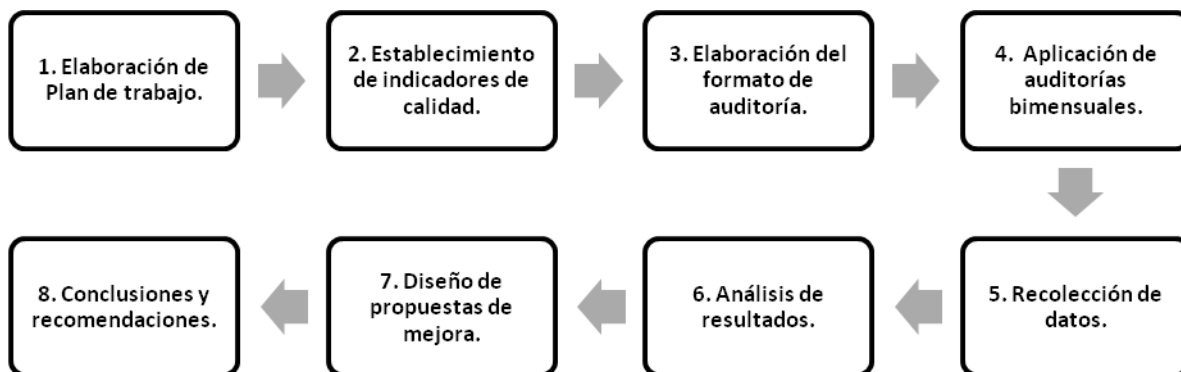 1. Elaboración de
Plan de trabajo.
2. Establecimiento
de indicadores de
calidad.
3. Elaboración del
formato de
auditoría.
4. Aplicación de
auditorías
bimensuales.
5. Recolección de
datos.
6. Análisis de
resultados.
7. Diseño de
propuestas de
mejora.
8. Conclusiones y
recomendaciones.